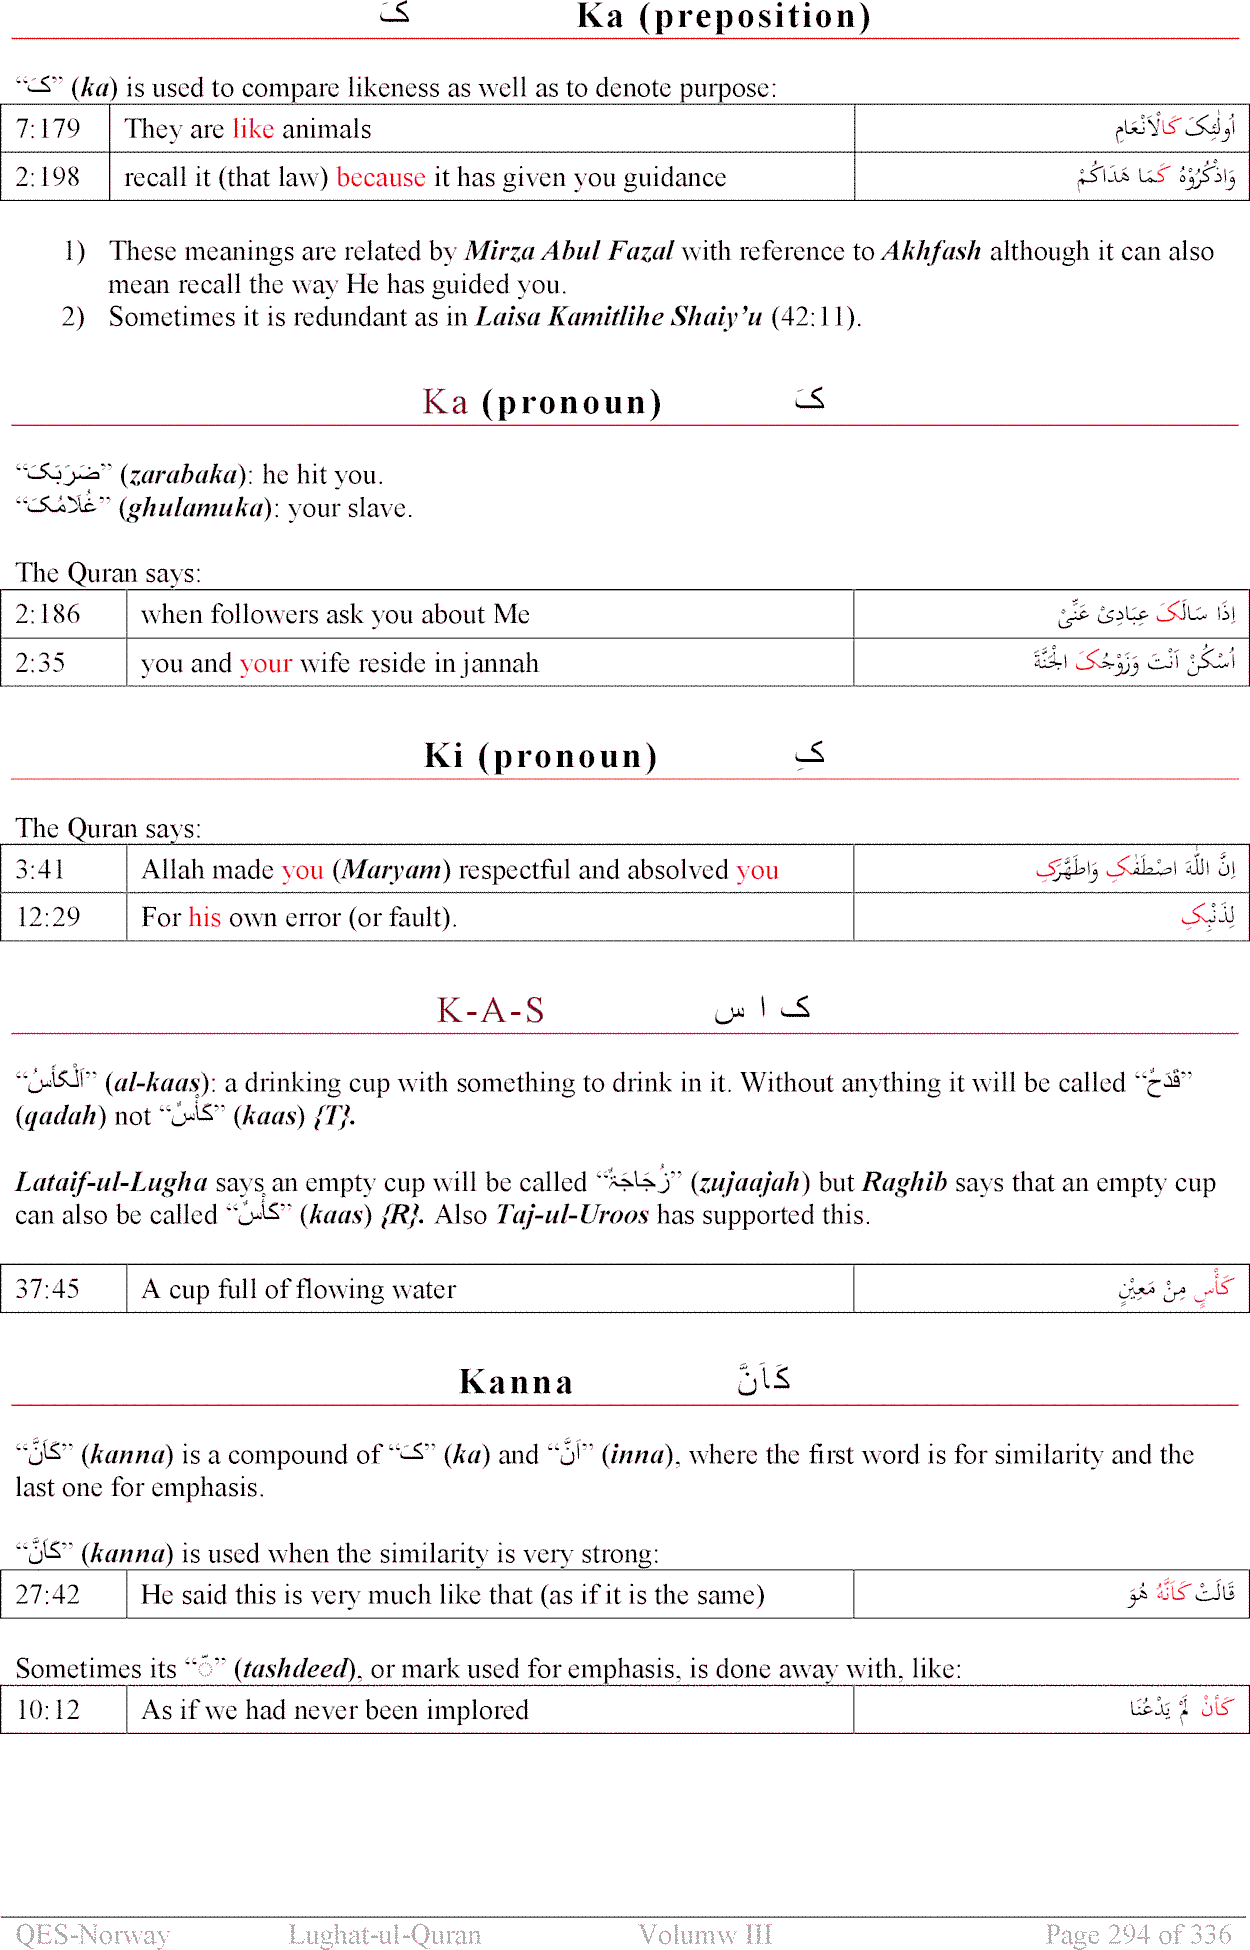 کَ Ka (preposition)
“کَ” (ka) is used to compare likeness as well as to denote purpose:
7:179 They are like animals اُولٰئِکَ کَالْاَنْعَامِ
2:198 recall it (that law) because it has given you guidance وَاذْکُرُوْہُ کَمَا ھَدَاکُمْ
1) These meanings are related by Mirza Abul Fazal with reference to Akhfash although it can also
mean recall the way He has guided you.
2) Sometimes it is redundant as in Laisa Kamitlihe Shaiy’u (42:11).
Ka (pronoun) کَ
“ضَرَبَکَ” (zarabaka): he hit you.
“غُلَامُکَ” (ghulamuka): your slave.
The Quran says:
2:186 when followers ask you about Me اِذَا سَالَکَ عِبَادِیْ عَنِّیْ
2:35 you and your wife reside in jannah اُسْکُنْ اَنْتَ وَزَوْجُکَ الْجَنَّةَ
Ki (pronoun) کِ
The Quran says:
3:41 Allah made you (Maryam) respectful and absolved you اِنَّ اللّٰہَ اصْطَفٰکِ وَاطَھَّرَکِ
12:29 For his own error (or fault). لِذَنْبِکِ
K-A-S ک ا س
“اَلْکَأسُ” (al-kaas): a drinking cup with something to drink in it. Without anything it will be called “قَدَحٌ”
(qadah) not “کَأْسٌ” (kaas) {T}.
Lataif-ul-Lugha says an empty cup will be called “زُجَاجَۃٌ” (zujaajah) but Raghib says that an empty cup
can also be called “کَأْسٌ” (kaas) {R}. Also Taj-ul-Uroos has supported this.
37:45 A cup full of flowing water کَأْسٍ مِنْ مَعِیْنٍ
Kanna کَاَنَّ
“کَاَنَّ” (kanna) is a compound of “کَ” (ka) and “اَنَّ” (inna), where the first word is for similarity and the
last one for emphasis.
“کَاَنَّ” (kanna) is used when the similarity is very strong:
27:42 He said this is very much like that (as if it is the same) قَالَتْ کَاَنَّہُ ھُوَ
Sometimes its “ّ” (tashdeed), or mark used for emphasis, is done away with, like:
10:12 As if we had never been implored کَأنْ لَمْ یَدْعُنَا
QES-Norway Lughat-ul-Quran Volumw III Page 294 of 336